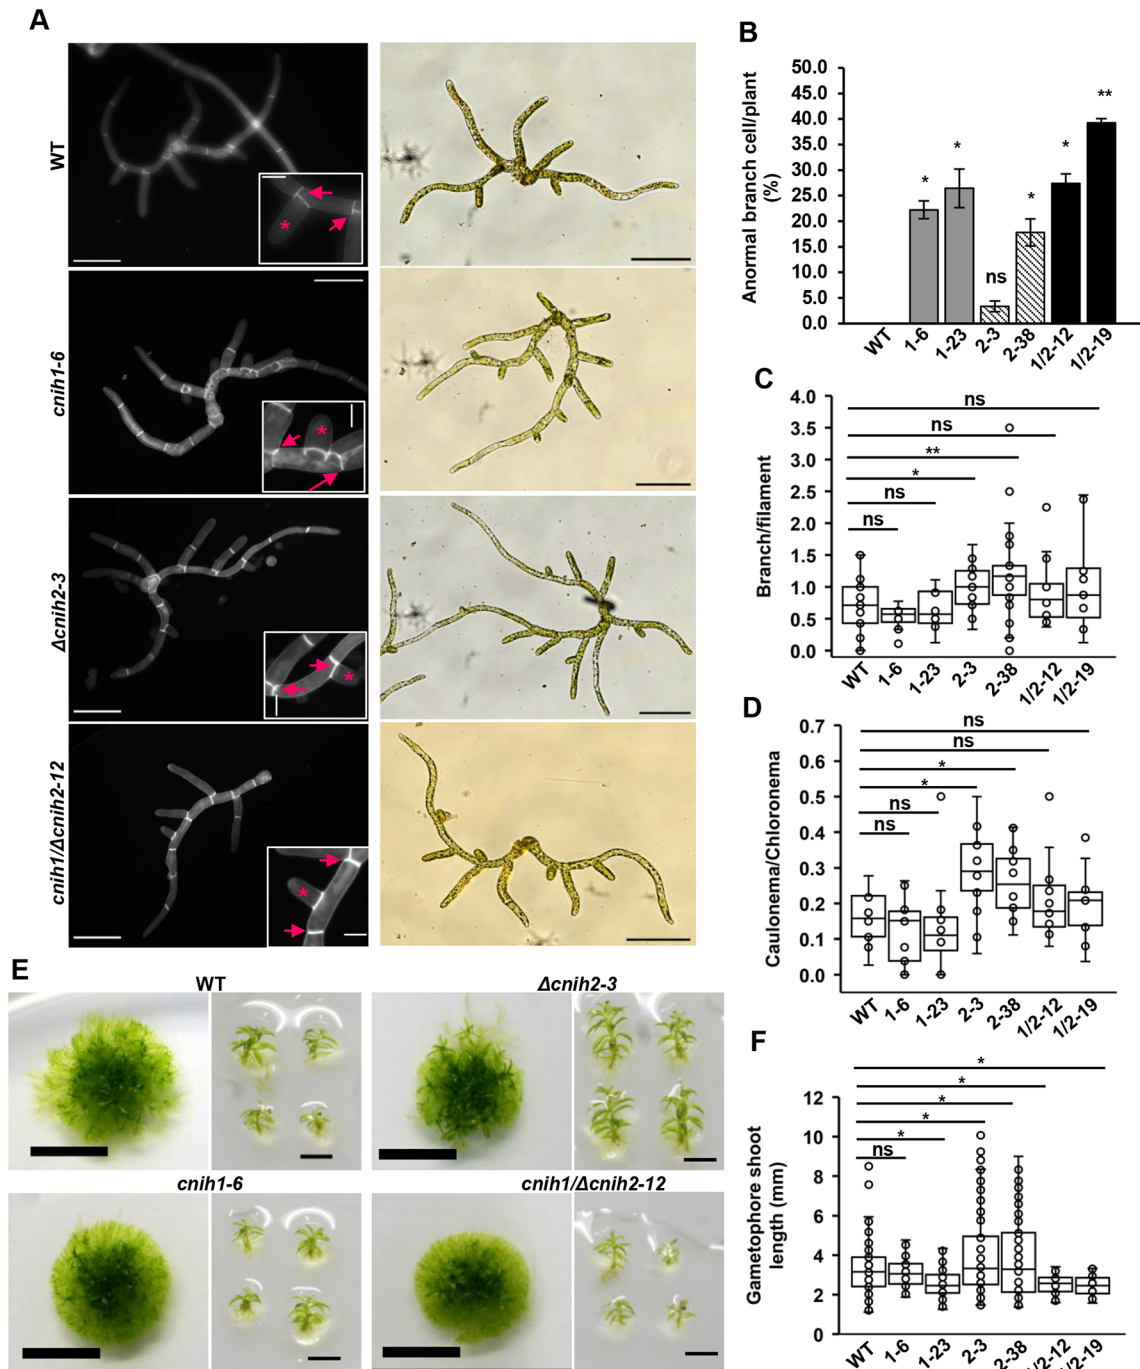 A
WT
cnih1-6
Δcnih2-3
cnih1/Δcnih2-12
*
*
*
*
B
Anormal branch cell/plant
(%)
50.0
45.0
40.0
35.0
30.0
25.0
20.0
15.0
10.0
5.0
0.0
* * ns * * **
WT 1-6 1-23 2-3 2-38 1/2-12 1/2-19
C
Branch/filament
4.0
3.5
3.0
2.5
2.0
1.5
1.0
0.5
0.0
ns
ns
**
*
ns
ns
WT 1-6 1-23 2-3 2-38 1/2-12 1/2-19
D
Caulonema/Chloronema
0.7
0.6
0.5
0.4
0.3
0.2
0.1
0.0
ns
ns
*
*
ns
ns
WT 1-6 1-23 2-3 2-38 1/2-12 1/2-19
E
WT
Δcnih2-3
cnih1-6
cnih1/Δcnih2-12
F
Gametophore shoot
length (mm)
12
10
8
6
4
2
0
*
*
*
*
*
ns
WT 1-6 1-23 2-3 2-38 1/2-12 1/2-19